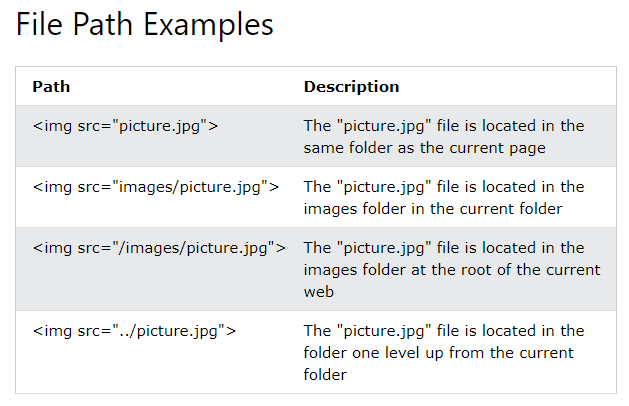 File Path Examples
Path Description
<img src="picture.jpg"> The "picture.jpg" file is located in the
same folder as the current page
<img src="images/picture.jpg"> The "picture.jpg" file is located in the
images folder in the current folder
<img src="/images/picture.jpg"> The "picture.jpg" file is located in the
images folder at the root of the current
web
<img src="../picture.jpg"> The "picture.jpg" file is located in the
folder one level up from the current
folder